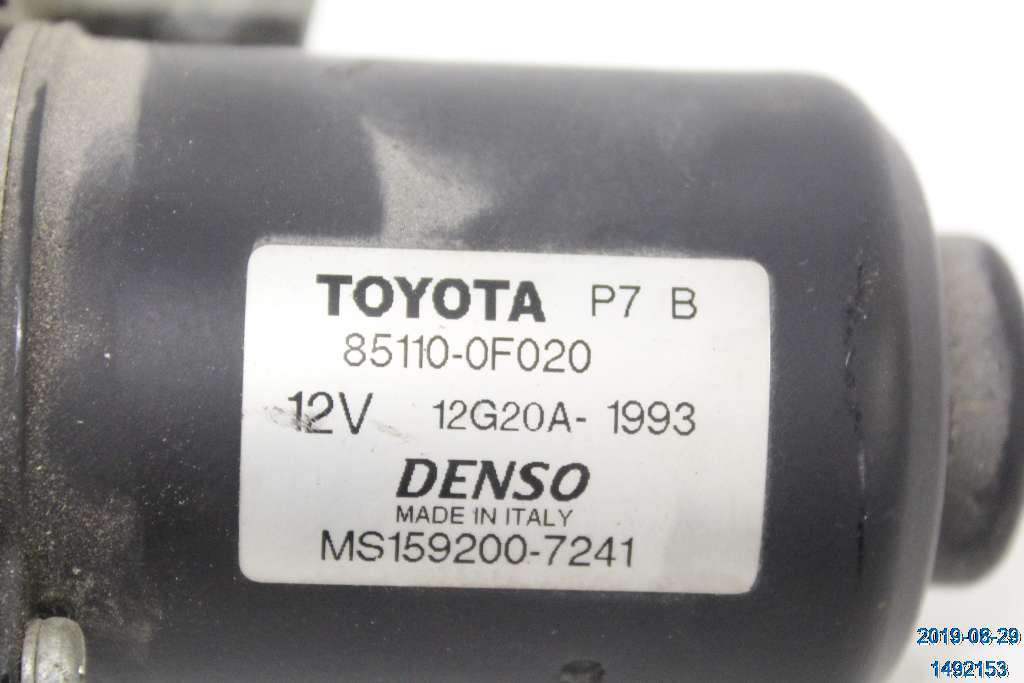 TOYOTA P7 B
85110-0F020
12V 12G20A- 1993
DENSO
MADE IN ITALY
MS159200-7241
2019-08-29
1492153